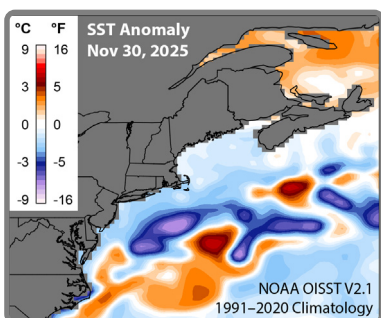 °C °F
SST Anomaly
Nov 30, 2025
9 16
3 5
0 0
-3 -5
-9 -16
NOAA OISST V2.1
1991–2020 Climatology